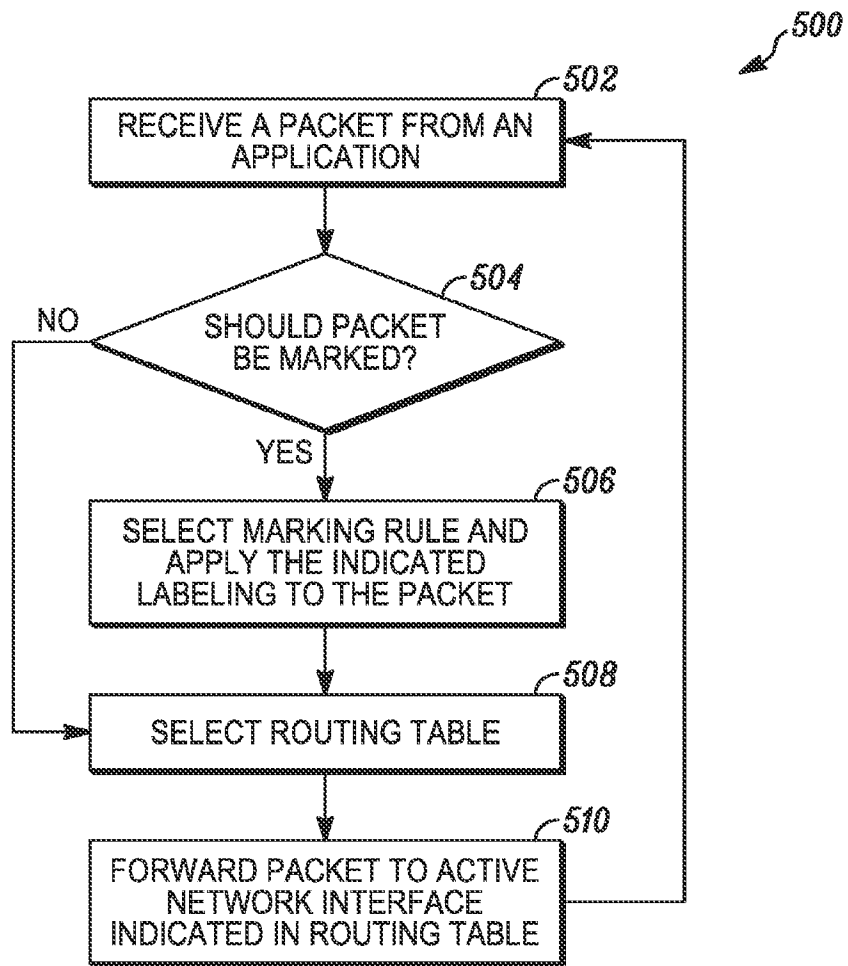 500
502
RECEIVE A PACKET FROM AN
APPLICATION
504
NO
SHOULD PACKET
BE MARKED?
YES
506
SELECT MARKING RULE AND
APPLY THE INDICATED
LABELING TO THE PACKET
508
SELECT ROUTING TABLE
510
FORWARD PACKET TO ACTIVE
NETWORK INTERFACE
INDICATED IN ROUTING TABLE